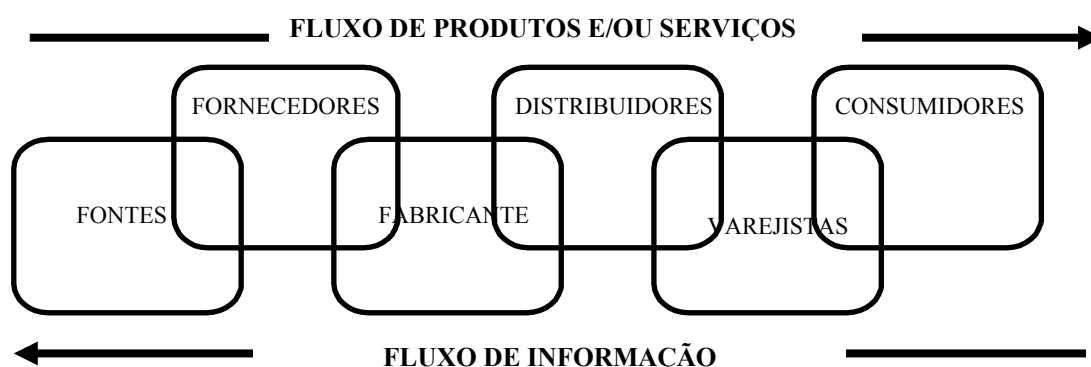 FLUXO DE PRODUTOS E/OU SERVIÇOS
FORNECEDORES
DISTRIBUIDORES
CONSUMIDORES
FONTES
FABRICANTE
VAREJISTAS
FLUXO DE INFORMAÇÃO